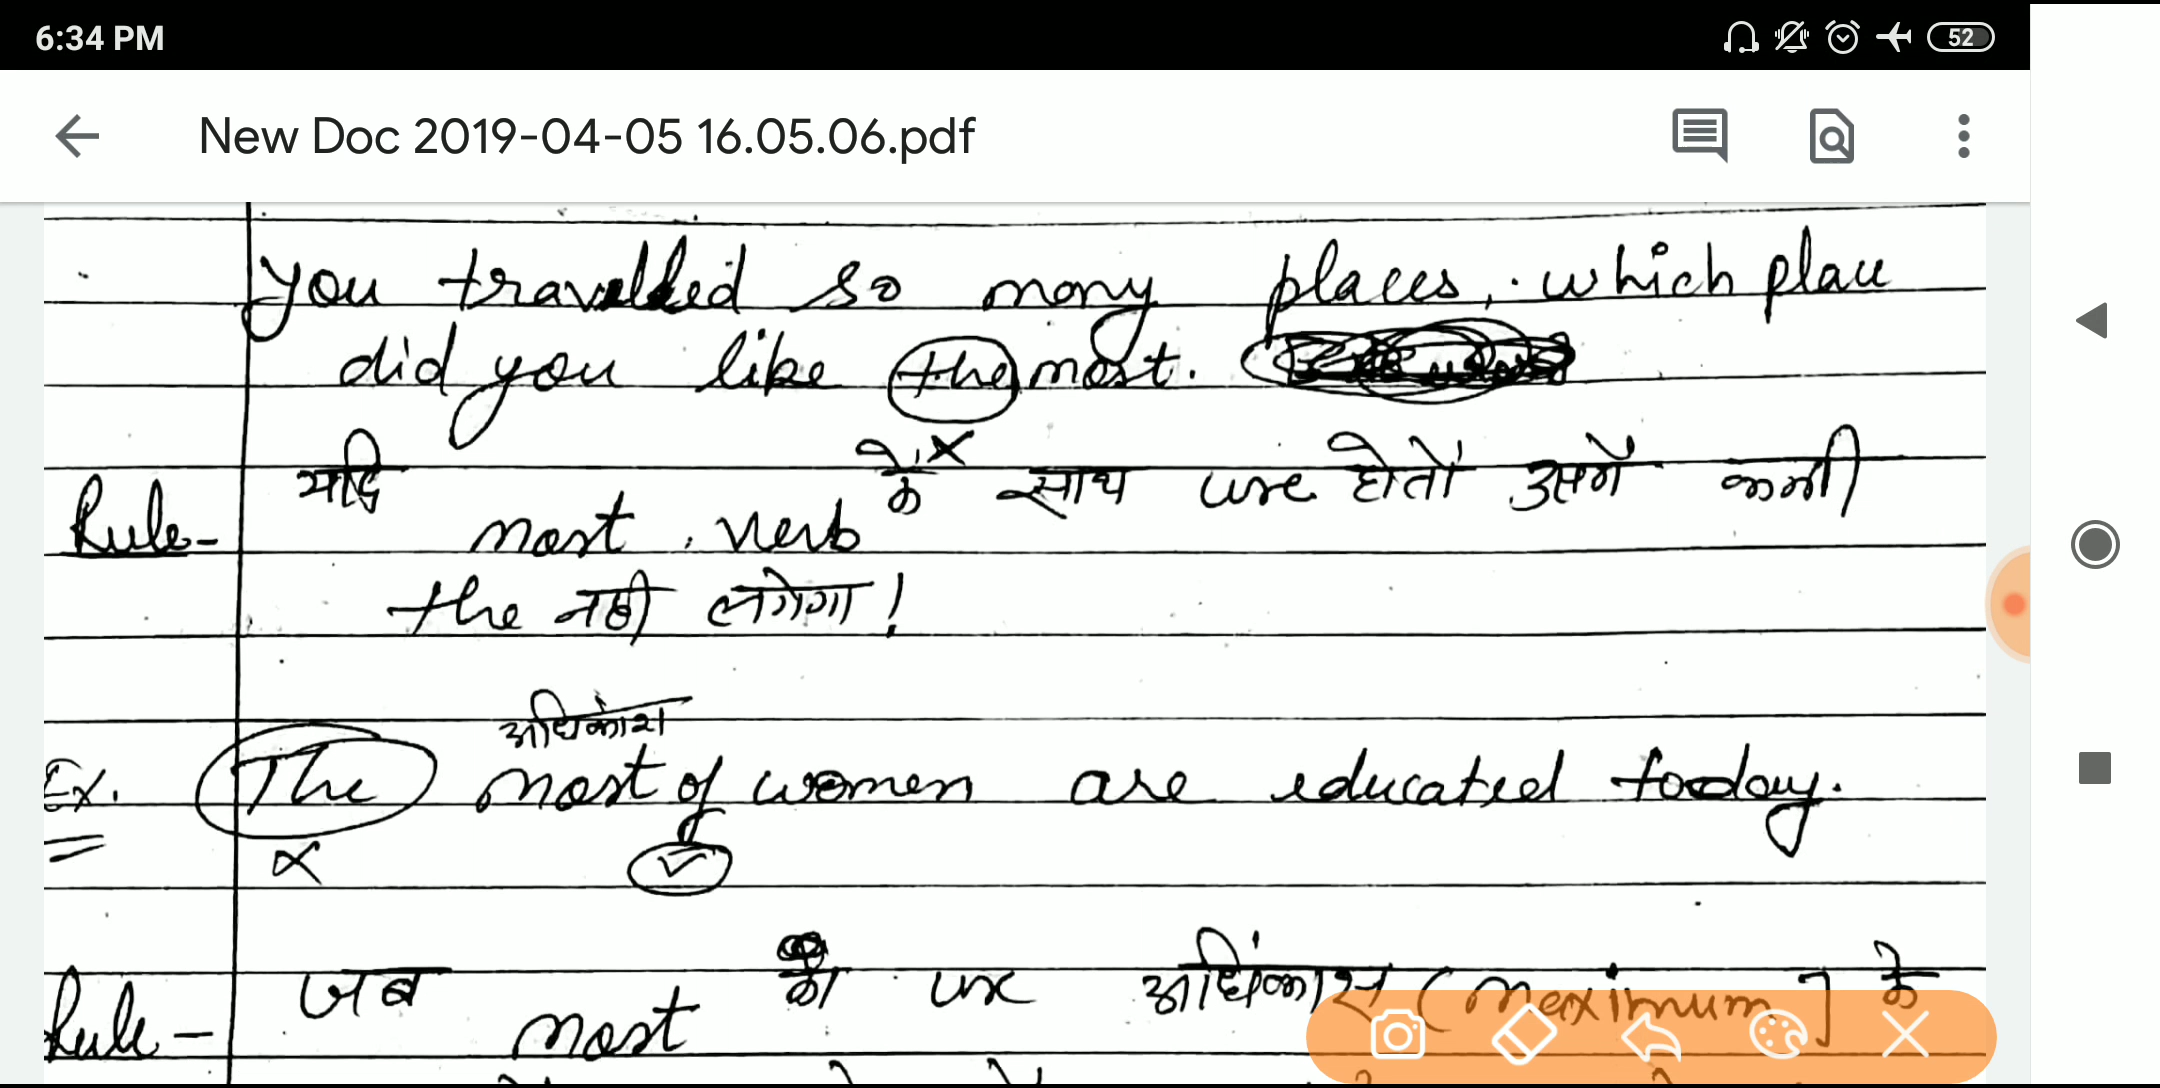 6:34 PM
52
New Doc 2019-04-05 16.05.06.pdf
you travelled so many places, which place
did you like the most.
Rule- यदि most verb के साथ use होतो उसमें कभी
the नही लगेगा!
अधिकांश
Ex. The most of women are educated today.
Rule- जब most का use अधिकांश (Maximum] के